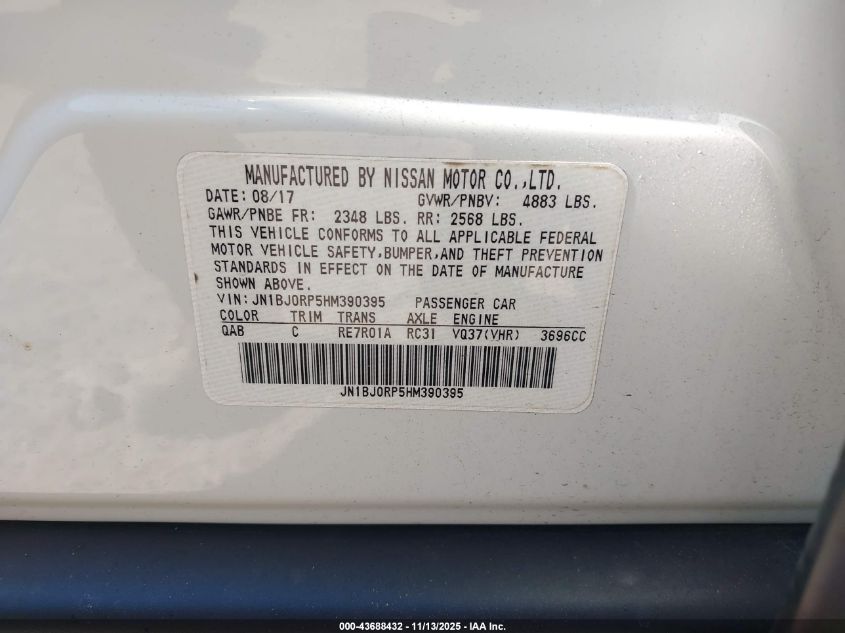 MANUFACTURED BY NISSAN MOTOR CO.,LTD.
DATE: 08/17 GVWR/PNBV: 4883 LBS.
GAWR/PNBE FR: 2348 LBS. RR: 2568 LBS.
THIS VEHICLE CONFORMS TO ALL APPLICABLE FEDERAL
MOTOR VEHICLE SAFETY,BUMPER,AND THEFT PREVENTION
STANDARDS IN EFFECT ON THE DATE OF MANUFACTURE
SHOWN ABOVE.
VIN: JN1BJ0RP5HM390395 PASSENGER CAR
COLOR TRIM TRANS AXLE ENGINE
QAB C RE7R01A RC31 VQ37(VHR) 3696CC
JN1BJ0RP5HM390395
000-43688432 - 11/13/2025 - IAA Inc.